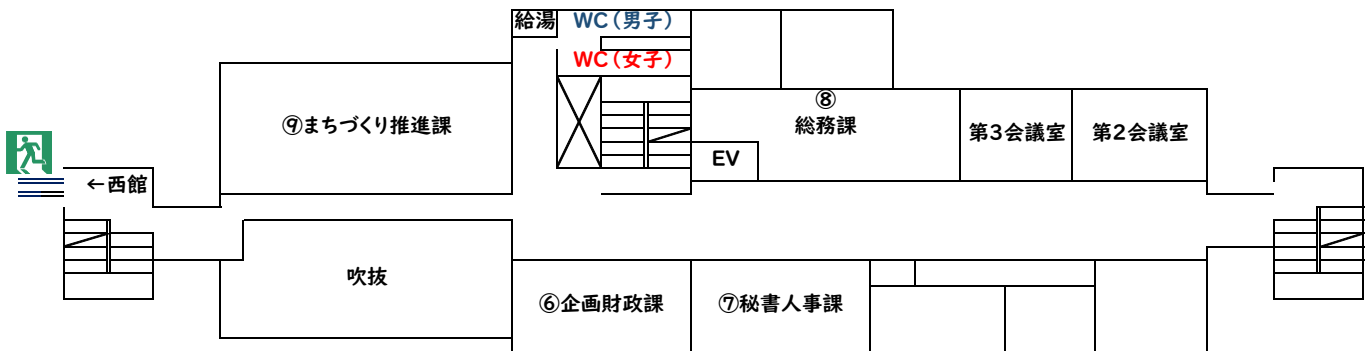 給湯
WC(男子)
WC(女子)
⑨まちづくり推進課
⑧
総務課
第3会議室
第2会議室
EV
←西館
吹抜
⑥企画財政課
⑦秘書人事課